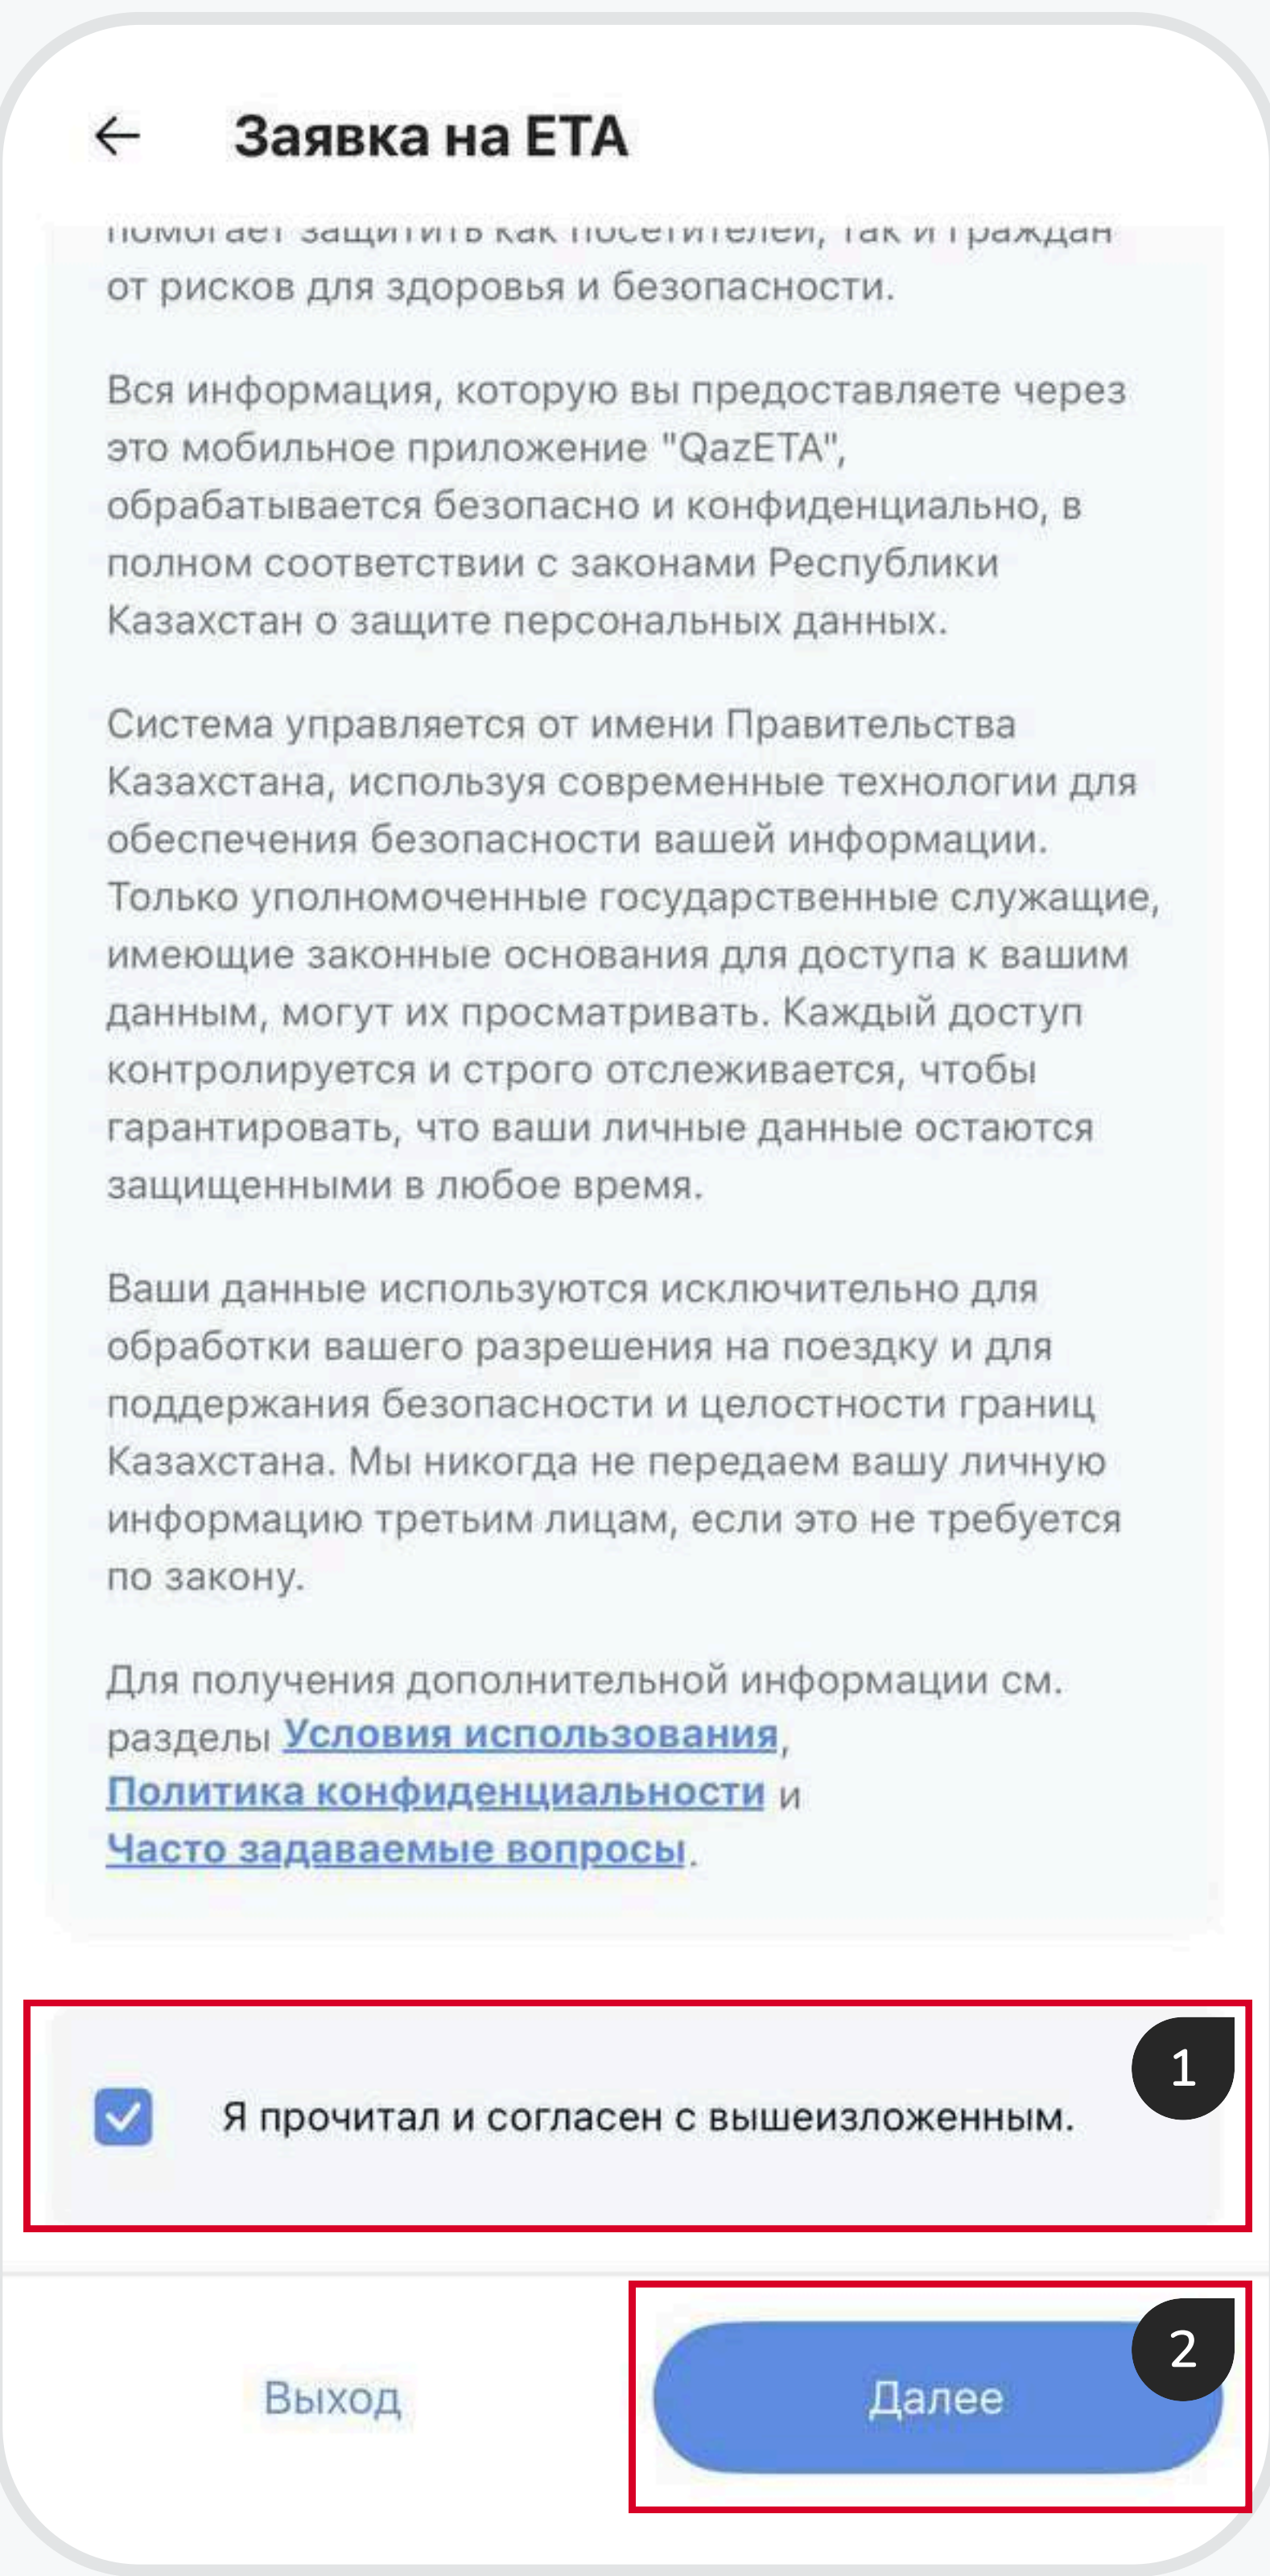 Заявка на ETA
помогает защитить как посетителей, так и граждан
от рисков для здоровья и безопасности.
Вся информация, которую вы предоставляете через
это мобильное приложение "QazETA",
обрабатывается безопасно и конфиденциально, в
полном соответствии с законами Республики
Казахстан о защите персональных данных.
Система управляется от имени Правительства
Казахстана, используя современные технологии для
обеспечения безопасности вашей информации.
Только уполномоченные государственные служащие,
имеющие законные основания для доступа к вашим
данным, могут их просматривать. Каждый доступ
контролируется и строго отслеживается, чтобы
гарантировать, что ваши личные данные остаются
защищенными в любое время.
Ваши данные используются исключительно для
обработки вашего разрешения на поездку и для
поддержания безопасности и целостности границ
Казахстана. Мы никогда не передаем вашу личную
информацию третьим лицам, если это не требуется
по закону.
Для получения дополнительной информации см.
разделы Условия использования,
Политика конфиденциальности и
Часто задаваемые вопросы.
1
Я прочитал и согласен с вышеизложенным.
2
Выход
Далее